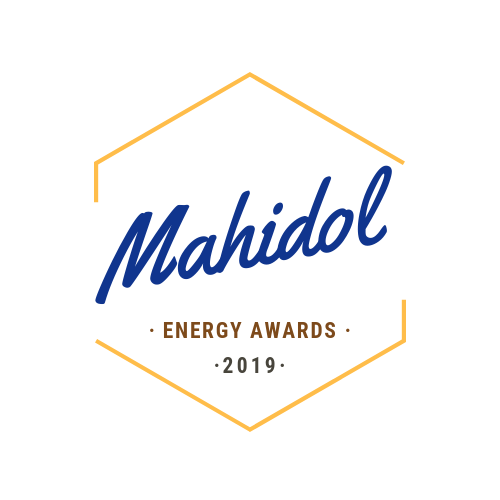 Mahidol
· ENERGY AWARDS ·
·2019·